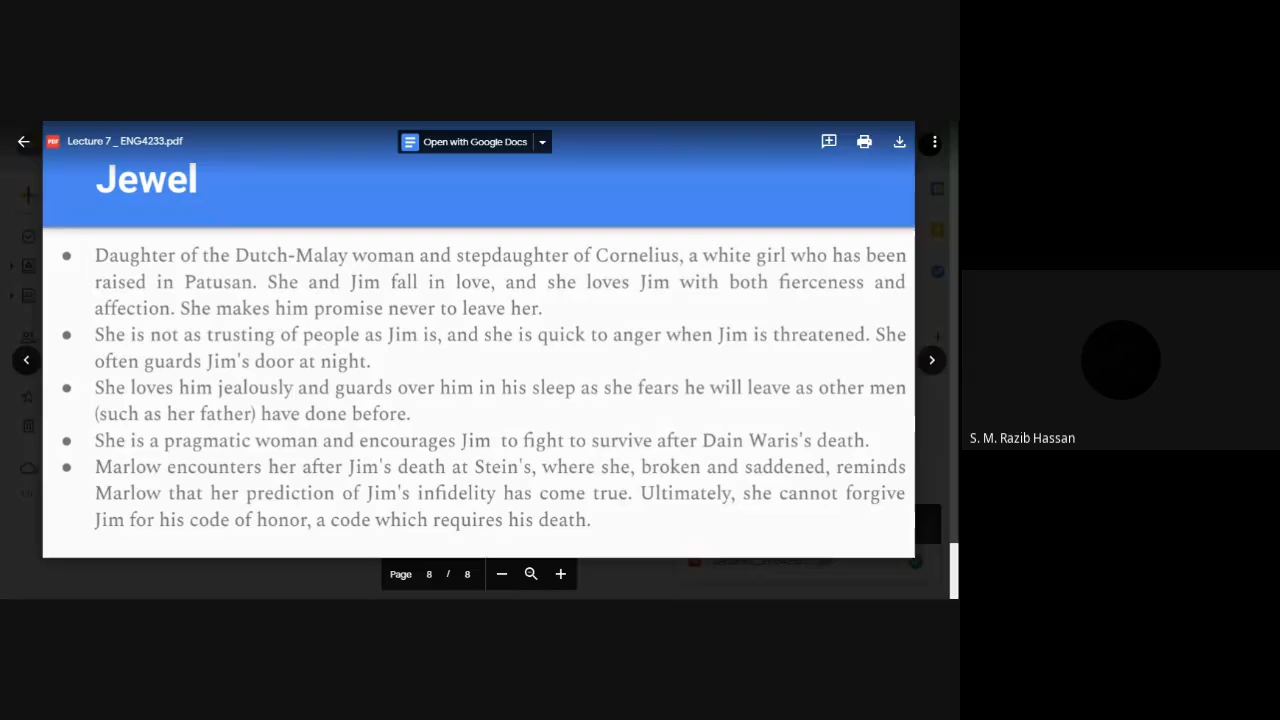 Lecture 7 _ ENG4233.pdf
Open with Google Docs
Jewel
● Daughter of the Dutch-Malay woman and stepdaughter of Cornelius, a white girl who has been
raised in Patusan. She and Jim fall in love, and she loves Jim with both fierceness and
affection. She makes him promise never to leave her.
● She is not as trusting of people as Jim is, and she is quick to anger when Jim is threatened. She
often guards Jim's door at night.
● She loves him jealously and guards over him in his sleep as she fears he will leave as other men
(such as her father) have done before.
● She is a pragmatic woman and encourages Jim to fight to survive after Dain Waris's death.
● Marlow encounters her after Jim's death at Stein's, where she, broken and saddened, reminds
Marlow that her prediction of Jim's infidelity has come true. Ultimately, she cannot forgive
Jim for his code of honor, a code which requires his death.
Page 8 / 8
S. M. Razib Hassan